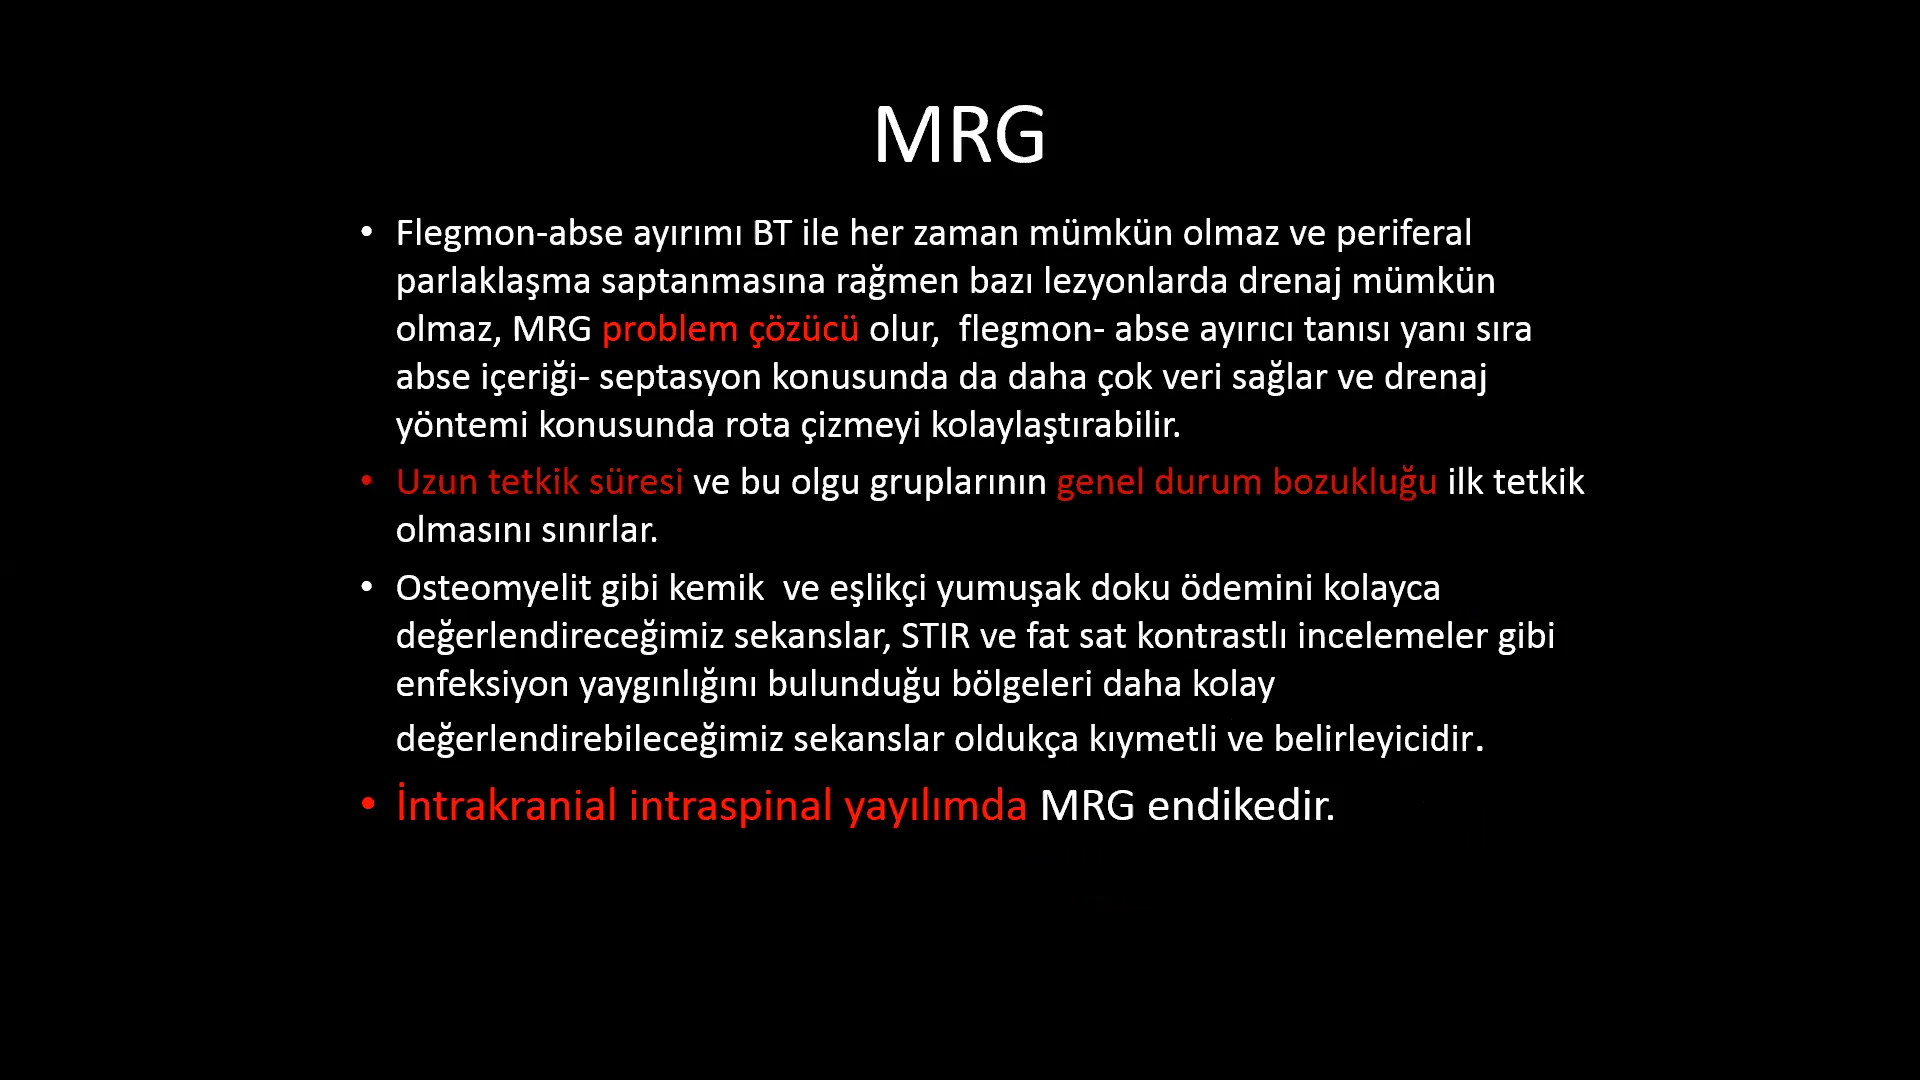 MRG
• Flegmon-abse ayırımı BT ile her zaman mümkün olmaz ve periferal
parlaklaşma saptanmasına rağmen bazı lezyonlarda drenaj mümkün
olmaz, MRG problem çözücü olur,  flegmon- abse ayırıcı tanısı yanı sıra
abse içeriği- septasyon konusunda da daha çok veri sağlar ve drenaj
yöntemi konusunda rota çizmeyi kolaylaştırabilir.
• Uzun tetkik süresi ve bu olgu gruplarının genel durum bozukluğu ilk tetkik
olmasını sınırlar.
• Osteomyelit gibi kemik  ve eşlikçi yumuşak doku ödemini kolayca
değerlendireceğimiz sekanslar, STIR ve fat sat kontrastlı incelemeler gibi
enfeksiyon yaygınlığını bulunduğu bölgeleri daha kolay
değerlendirebileceğimiz sekanslar oldukça kıymetli ve belirleyicidir.
• İntrakranial intraspinal yayılımda MRG endikedir.